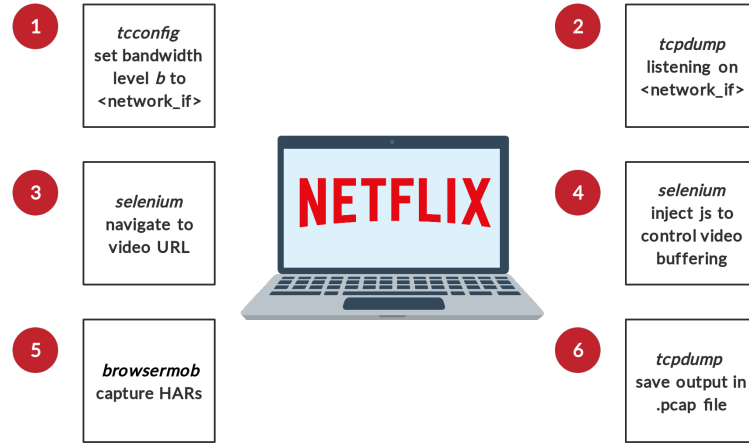 1
tcconfig
set bandwidth
level b to
<network_if>
2
tcpdump
listening on
<network_if>
3
selenium
navigate to
video URL
NETFLIX
4
selenium
inject js to
control video
buffering
5
browsermob
capture HARs
6
tcpdump
save output in
.pcap file